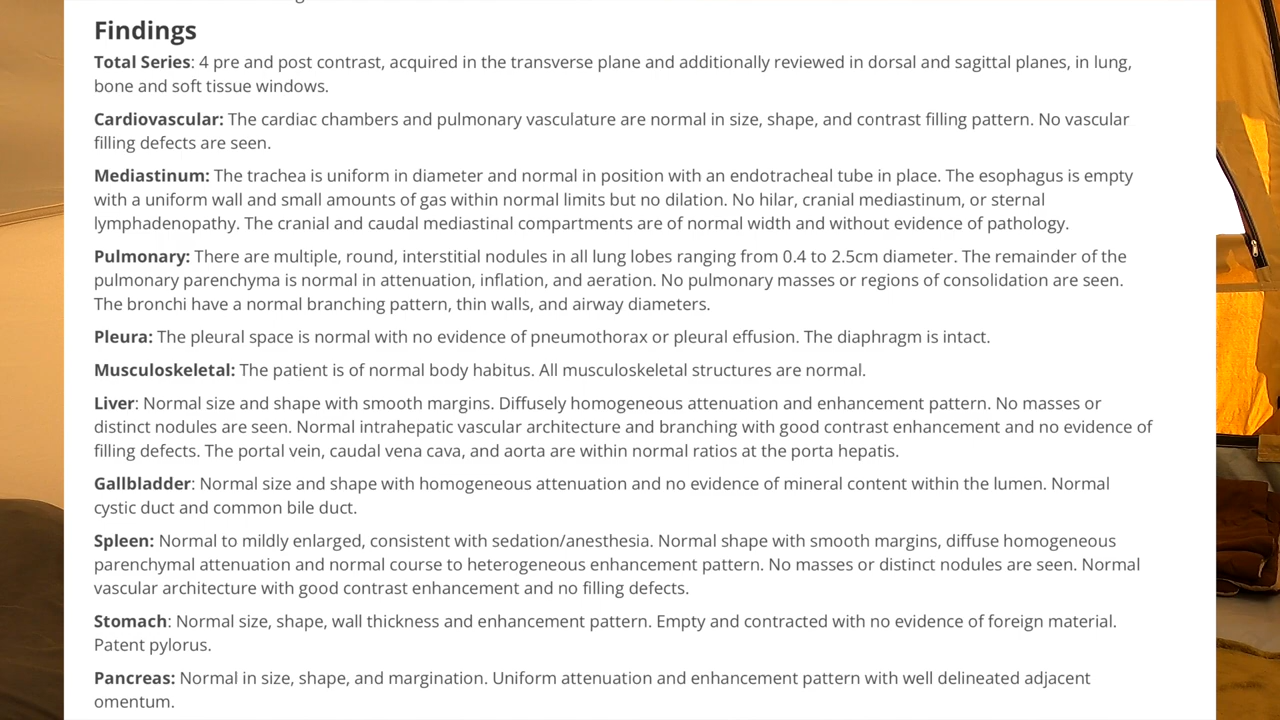 Findings
Total Series: 4 pre and post contrast, acquired in the transverse plane and additionally reviewed in dorsal and sagittal planes, in lung,
bone and soft tissue windows.
Cardiovascular: The cardiac chambers and pulmonary vasculature are normal in size, shape, and contrast filling pattern. No vascular
filling defects are seen.
Mediastinum: The trachea is uniform in diameter and normal in position with an endotracheal tube in place. The esophagus is empty
with a uniform wall and small amounts of gas within normal limits but no dilation. No hilar, cranial mediastinum, or sternal
lymphadenopathy. The cranial and caudal mediastinal compartments are of normal width and without evidence of pathology.
Pulmonary: There are multiple, round, interstitial nodules in all lung lobes ranging from 0.4 to 2.5cm diameter. The remainder of the
pulmonary parenchyma is normal in attenuation, inflation, and aeration. No pulmonary masses or regions of consolidation are seen.
The bronchi have a normal branching pattern, thin walls, and airway diameters.
Pleura: The pleural space is normal with no evidence of pneumothorax or pleural effusion. The diaphragm is intact.
Musculoskeletal: The patient is of normal body habitus. All musculoskeletal structures are normal.
Liver: Normal size and shape with smooth margins. Diffusely homogeneous attenuation and enhancement pattern. No masses or
distinct nodules are seen. Normal intrahepatic vascular architecture and branching with good contrast enhancement and no evidence of
filling defects. The portal vein, caudal vena cava, and aorta are within normal ratios at the porta hepatis.
Gallbladder: Normal size and shape with homogeneous attenuation and no evidence of mineral content within the lumen. Normal
cystic duct and common bile duct.
Spleen: Normal to mildly enlarged, consistent with sedation/anesthesia. Normal shape with smooth margins, diffuse homogeneous
parenchymal attenuation and normal course to heterogeneous enhancement pattern. No masses or distinct nodules are seen. Normal
vascular architecture with good contrast enhancement and no filling defects.
Stomach: Normal size, shape, wall thickness and enhancement pattern. Empty and contracted with no evidence of foreign material.
Patent pylorus.
Pancreas: Normal in size, shape, and margination. Uniform attenuation and enhancement pattern with well delineated adjacent
omentum.